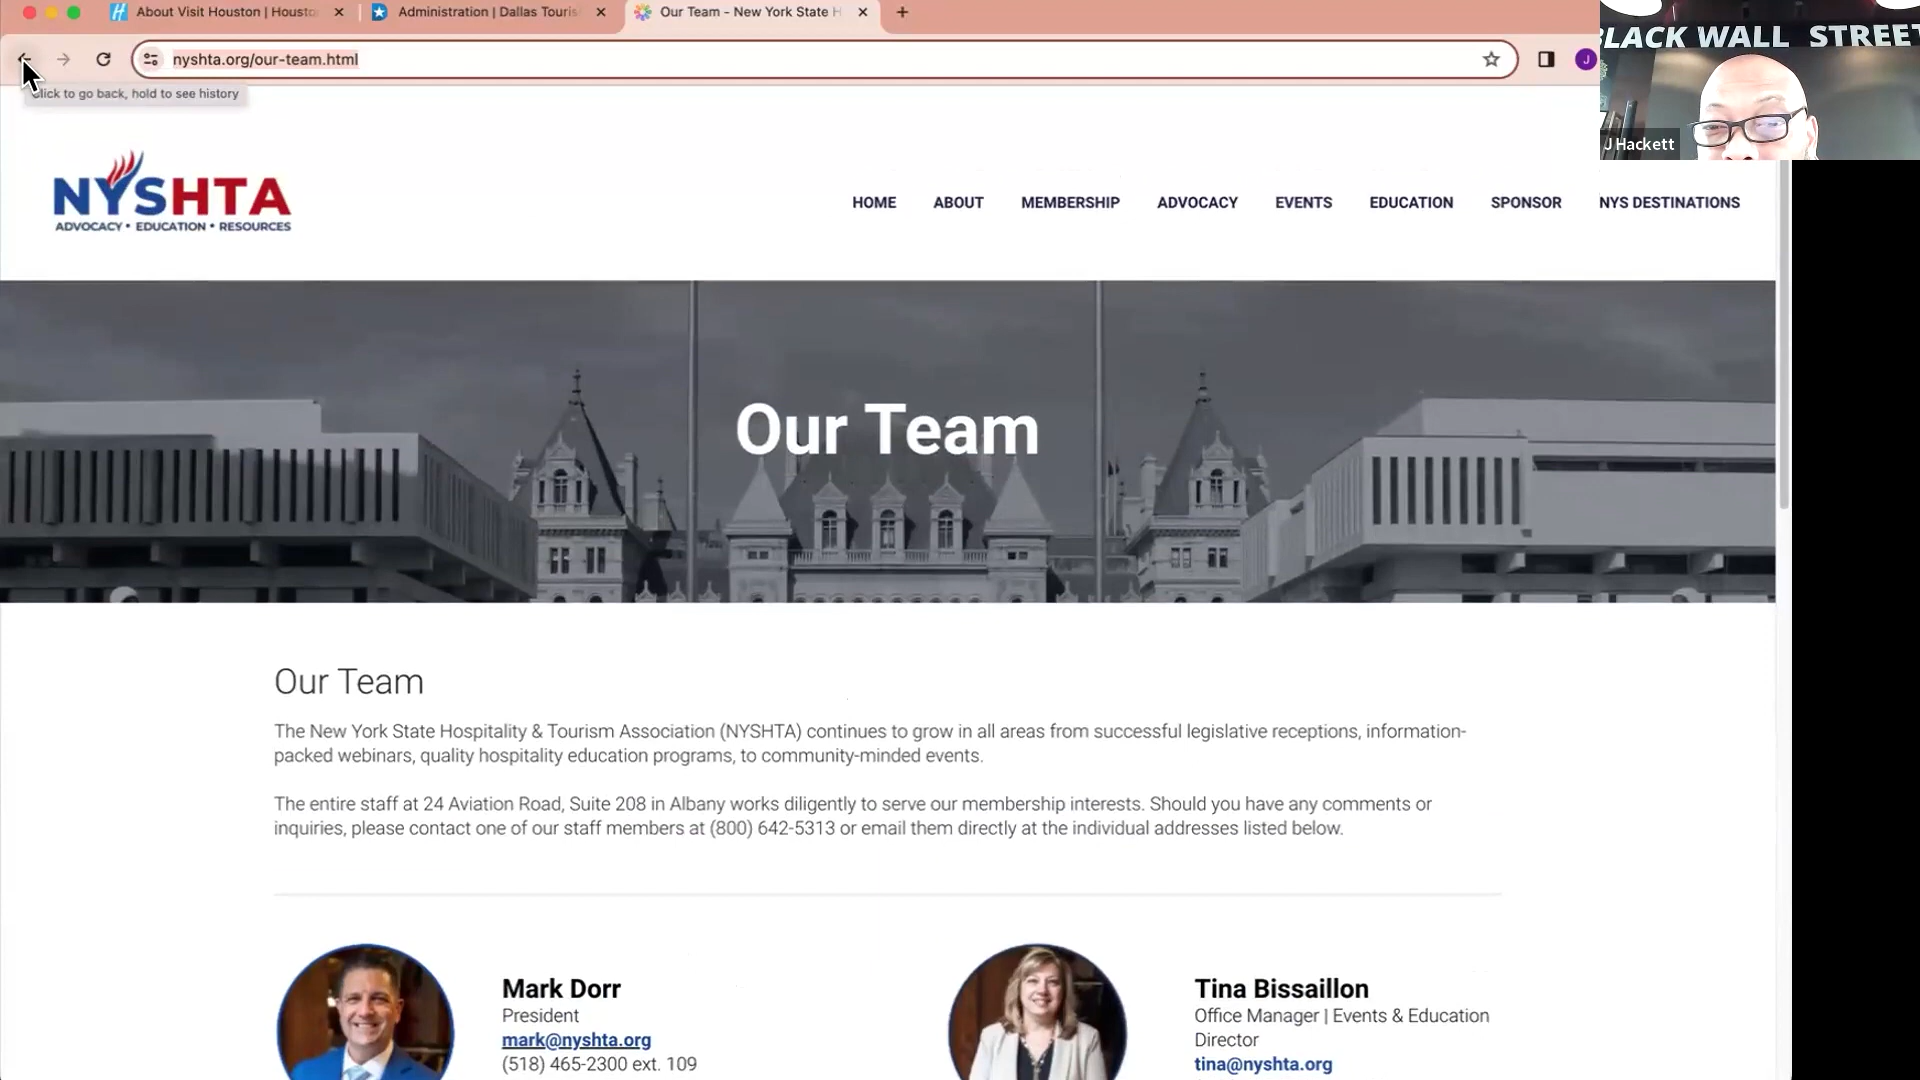 About Visit Houston | Housto
Administration | Dallas Touris
Our Team - New York State H
nyshta.org/our-team.html
J
Click to go back, hold to see history
BLACK WALL STREET
J Hackett
NYSHTA
ADVOCACY • EDUCATION • RESOURCES
HOME
ABOUT
MEMBERSHIP
ADVOCACY
EVENTS
EDUCATION
SPONSOR
NYS DESTINATIONS
Our Team
Our Team
The New York State Hospitality & Tourism Association (NYSHTA) continues to grow in all areas from successful legislative receptions, information-
packed webinars, quality hospitality education programs, to community-minded events.
The entire staff at 24 Aviation Road, Suite 208 in Albany works diligently to serve our membership interests. Should you have any comments or
inquiries, please contact one of our staff members at (800) 642-5313 or email them directly at the individual addresses listed below.
Mark Dorr
President
mark@nyshta.org
(518) 465-2300 ext. 109
Tina Bissaillon
Office Manager | Events & Education
Director
tina@nyshta.org